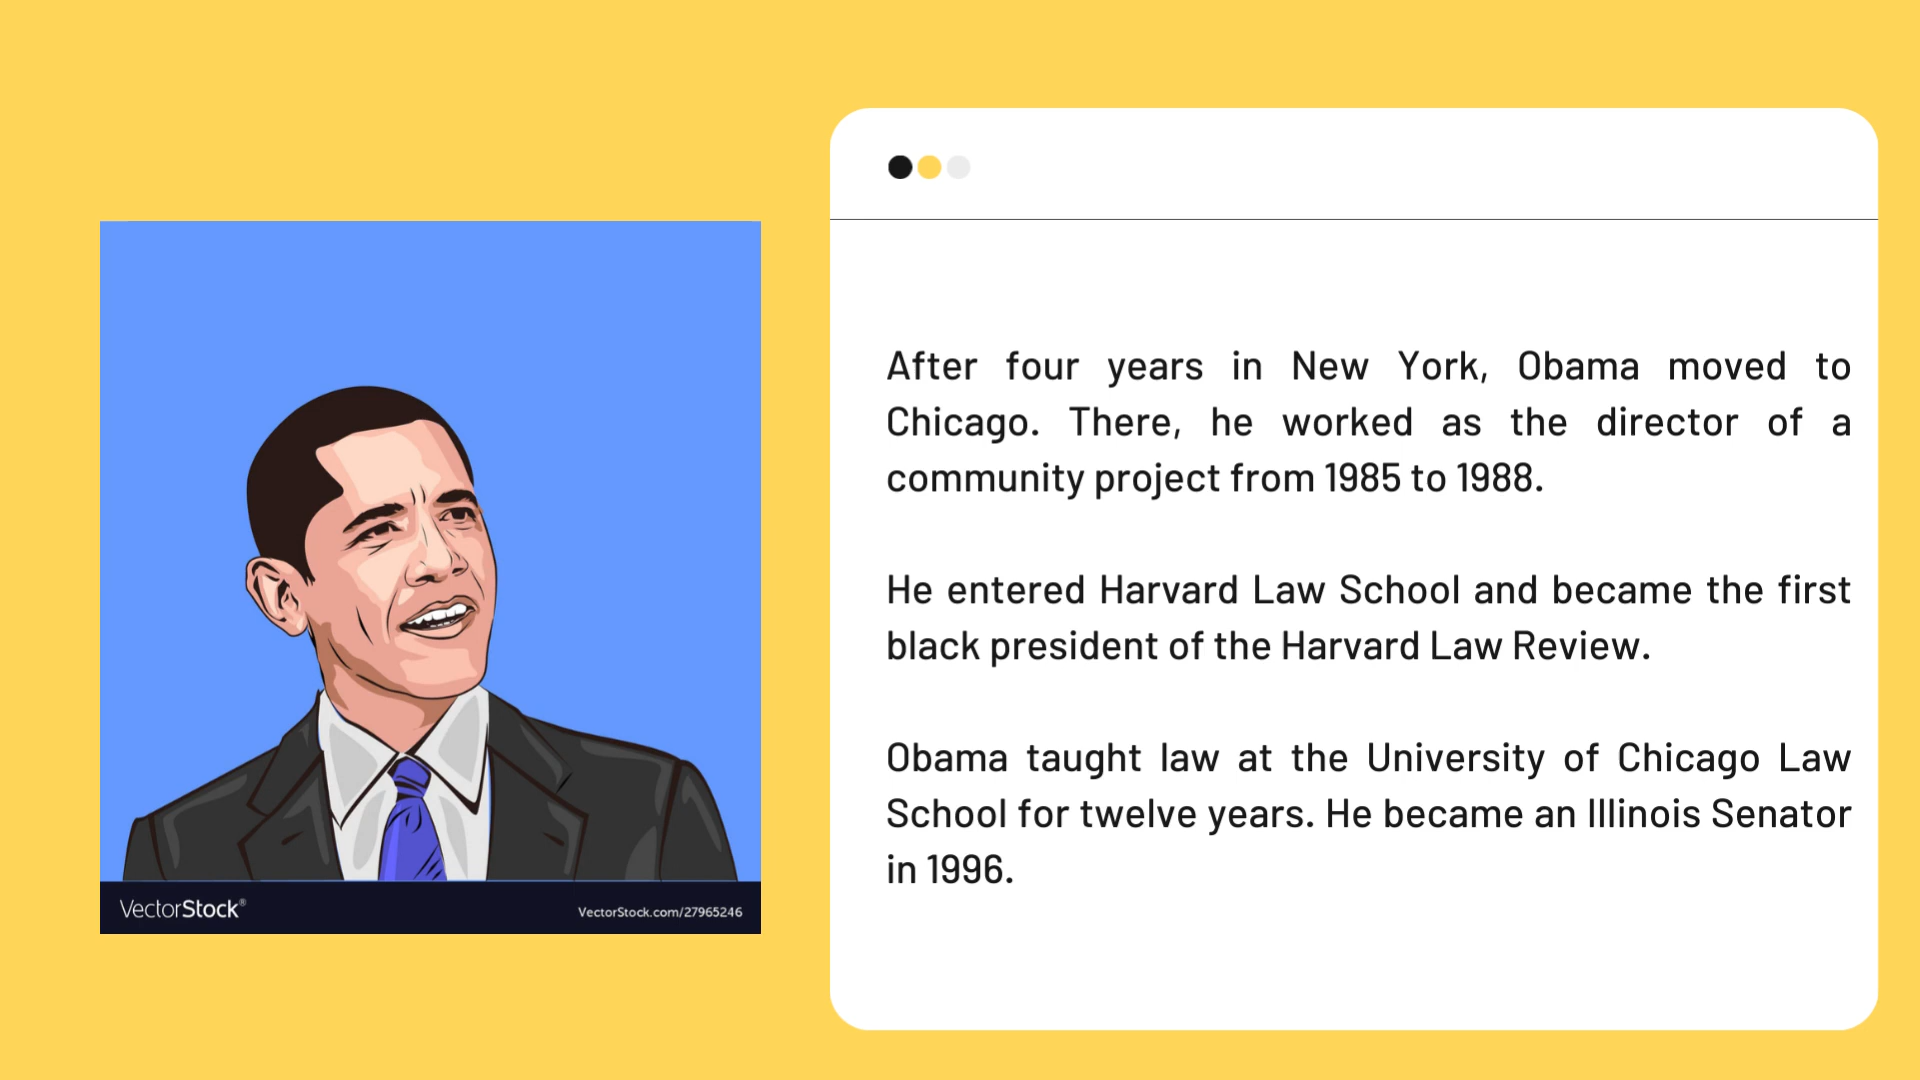 After four years in New York, Obama moved to
Chicago. There, he worked as the director of a
community project from 1985 to 1988.
He entered Harvard Law School and became the first
black president of the Harvard Law Review.
Obama taught law at the University of Chicago Law
School for twelve years. He became an Illinois Senator
in 1996.
VectorStock®
VectorStock.com/27965246